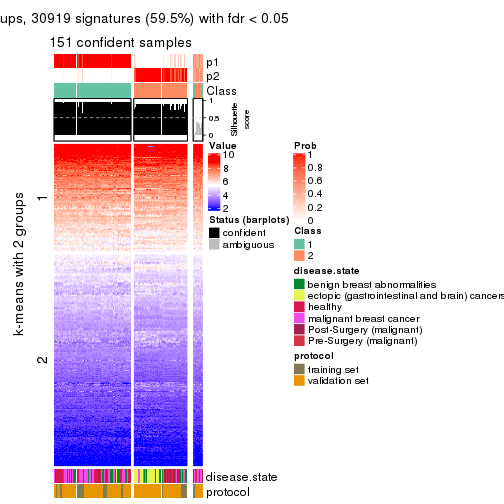 ups, 30919 signatures (59.5%) with fdr < 0.05
151 confident samples
p1
p2
Class
1
0.5
0
Silhouette
score
k-means with 2 groups
1
2
Value
10
8
6
4
2
Status (barplots)
confident
ambiguous
Prob
1
0.8
0.6
0.4
0.2
0
Class
1
2
disease.state
benign breast abnormalities
ectopic (gastrointestinal and brain) cancers
healthy
malignant breast cancer
Post-Surgery (malignant)
Pre-Surgery (malignant)
protocol
training set
validation set
disease.state
protocol